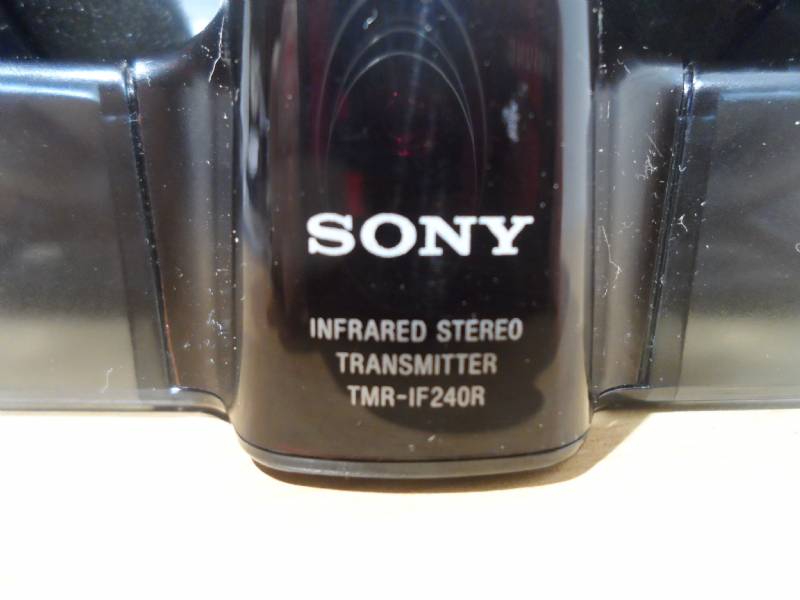 SONY
INFRARED STEREO
TRANSMITTER
TMR-IF240R